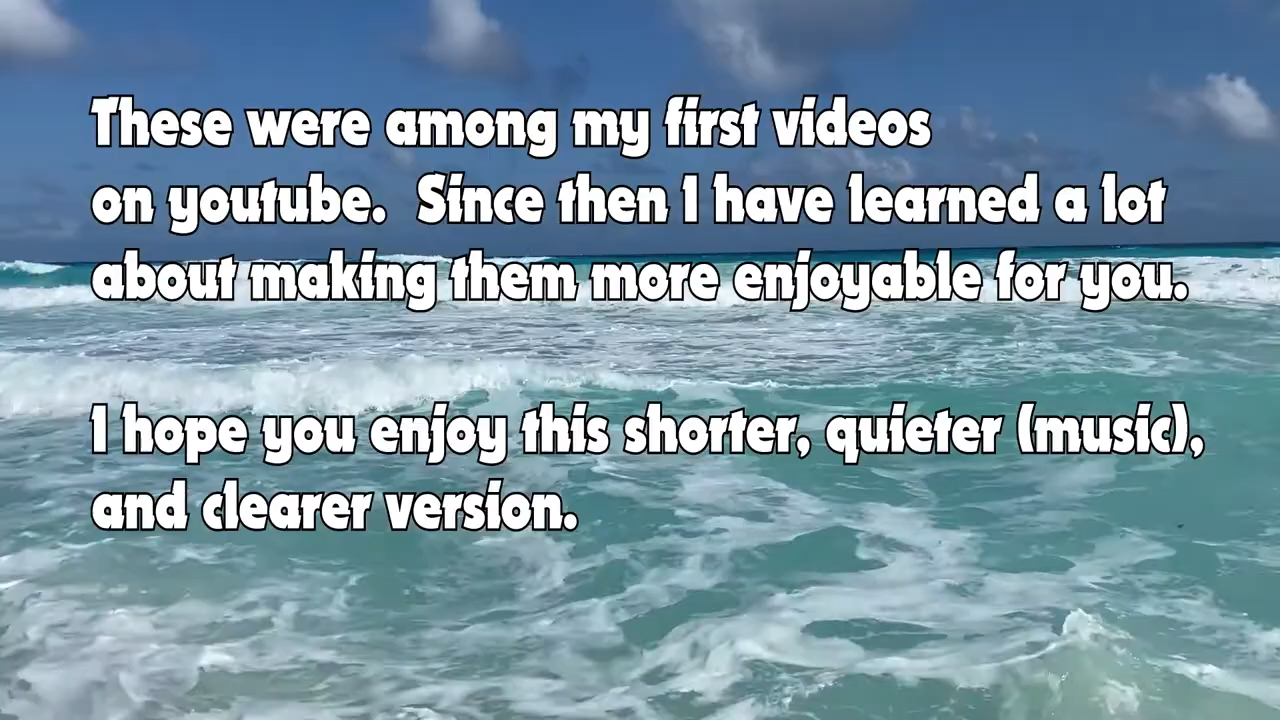 These were among my first videos
on youtube.  Since then I have learned a lot
about making them more enjoyable for you.
I hope you enjoy this shorter, quieter (music),
and clearer version.